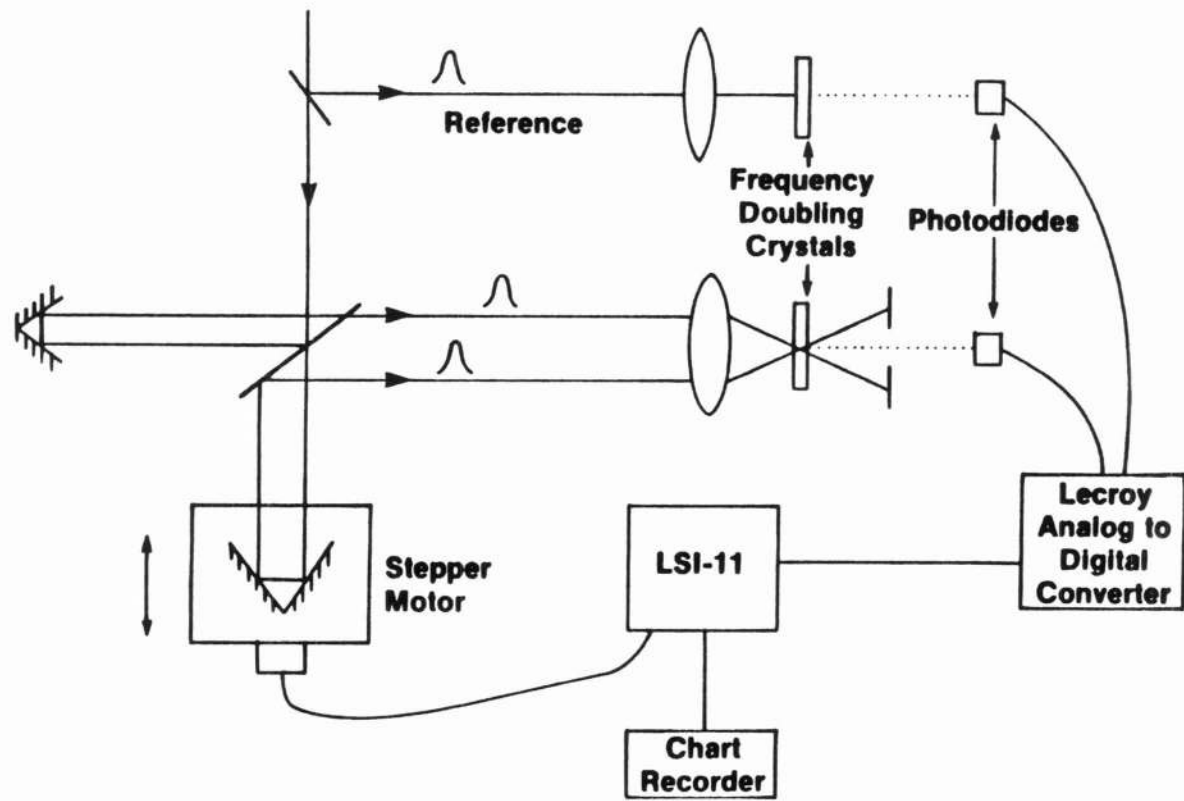 Reference
Frequency
Doubling
Crystals
Photodiodes
Stepper
Motor
LSI-11
Lecroy
Analog to
Digital
Converter
Chart
Recorder